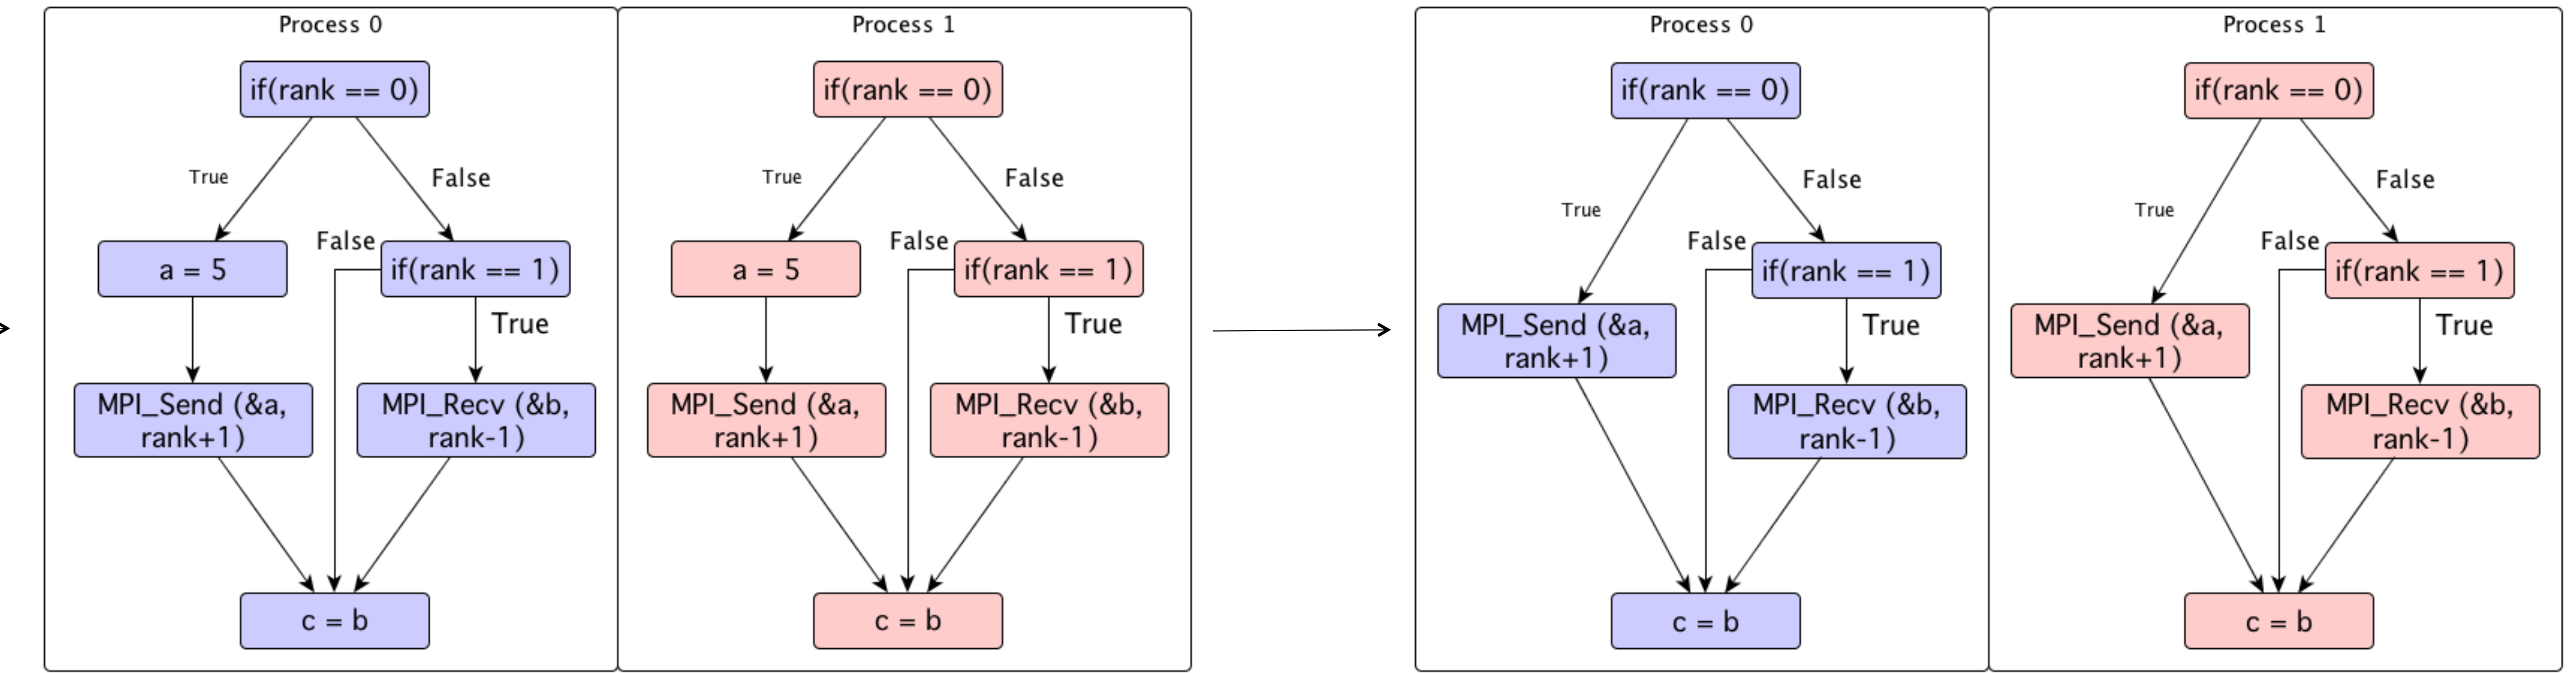 Process 0
if(rank == 0)
True
False
a = 5
False
if(rank == 1)
True
MPI_Send (&a,
rank+1)
MPI_Recv (&b,
rank-1)
c = b
Process 1
if(rank == 0)
True
False
a = 5
False
if(rank == 1)
True
MPI_Send (&a,
rank+1)
MPI_Recv (&b,
rank-1)
c = b
Process 0
if(rank == 0)
True
False
False
if(rank == 1)
MPI_Send (&a,
rank+1)
True
MPI_Recv (&b,
rank-1)
c = b
Process 1
if(rank == 0)
True
False
False
if(rank == 1)
MPI_Send (&a,
rank+1)
True
MPI_Recv (&b,
rank-1)
c = b